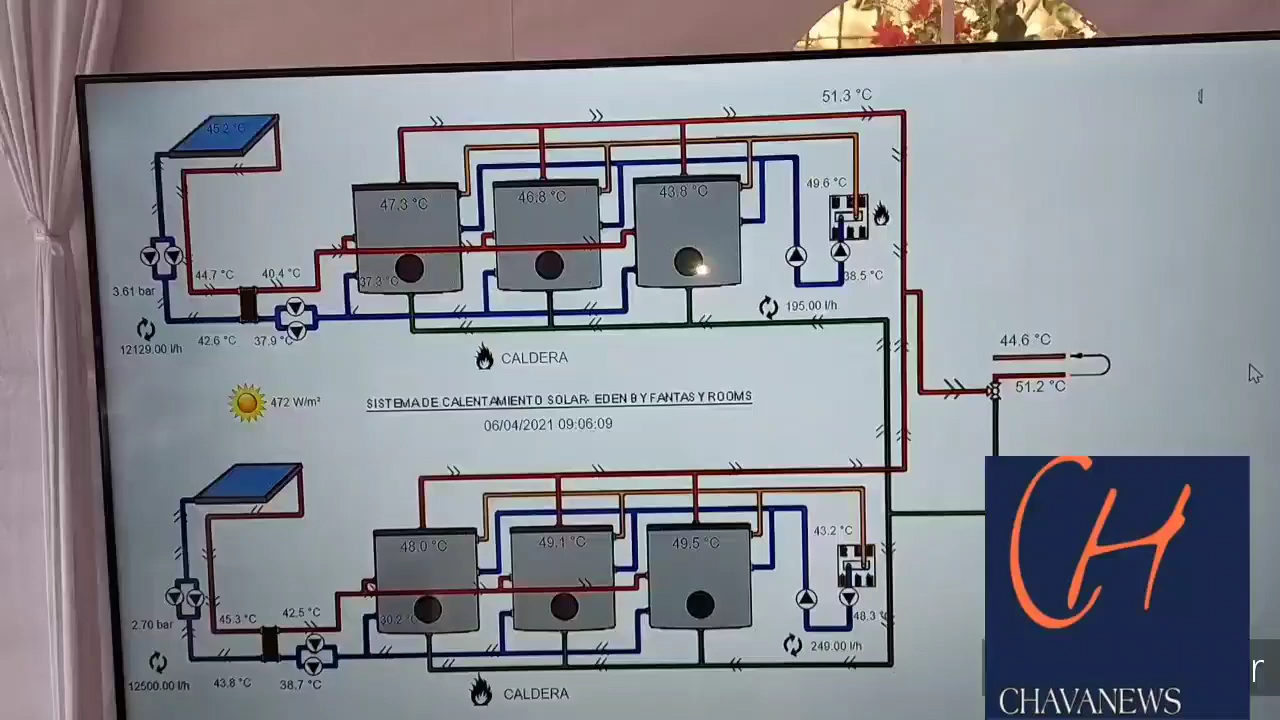 51.3 °C
45.2 °C
49.6 °C
47.3 °C
46.8 °C
43.8 °C
44.7 °C
40.4 °C
37.3 °C
38.5 °C
3.61 bar
195.00 l/h
12129.00 l/h
42.6 °C
37.9 °C
44.6 °C
CALDERA
51.2 °C
472 W/m²
SISTEMA DE CALENTAMIENTO SOLAR- EDEN B Y FANTASY ROOMS
06/04/2021 09:06:09
43.2 °C
48.0 °C
49.1 °C
49.5 °C
45.3 °C
42.5 °C
30.2 °C
48.3 °C
2.70 bar
240.00 l/h
12500.00 l/h
43.8 °C
38.7 °C
CALDERA
CH
r
CHAVANEWS